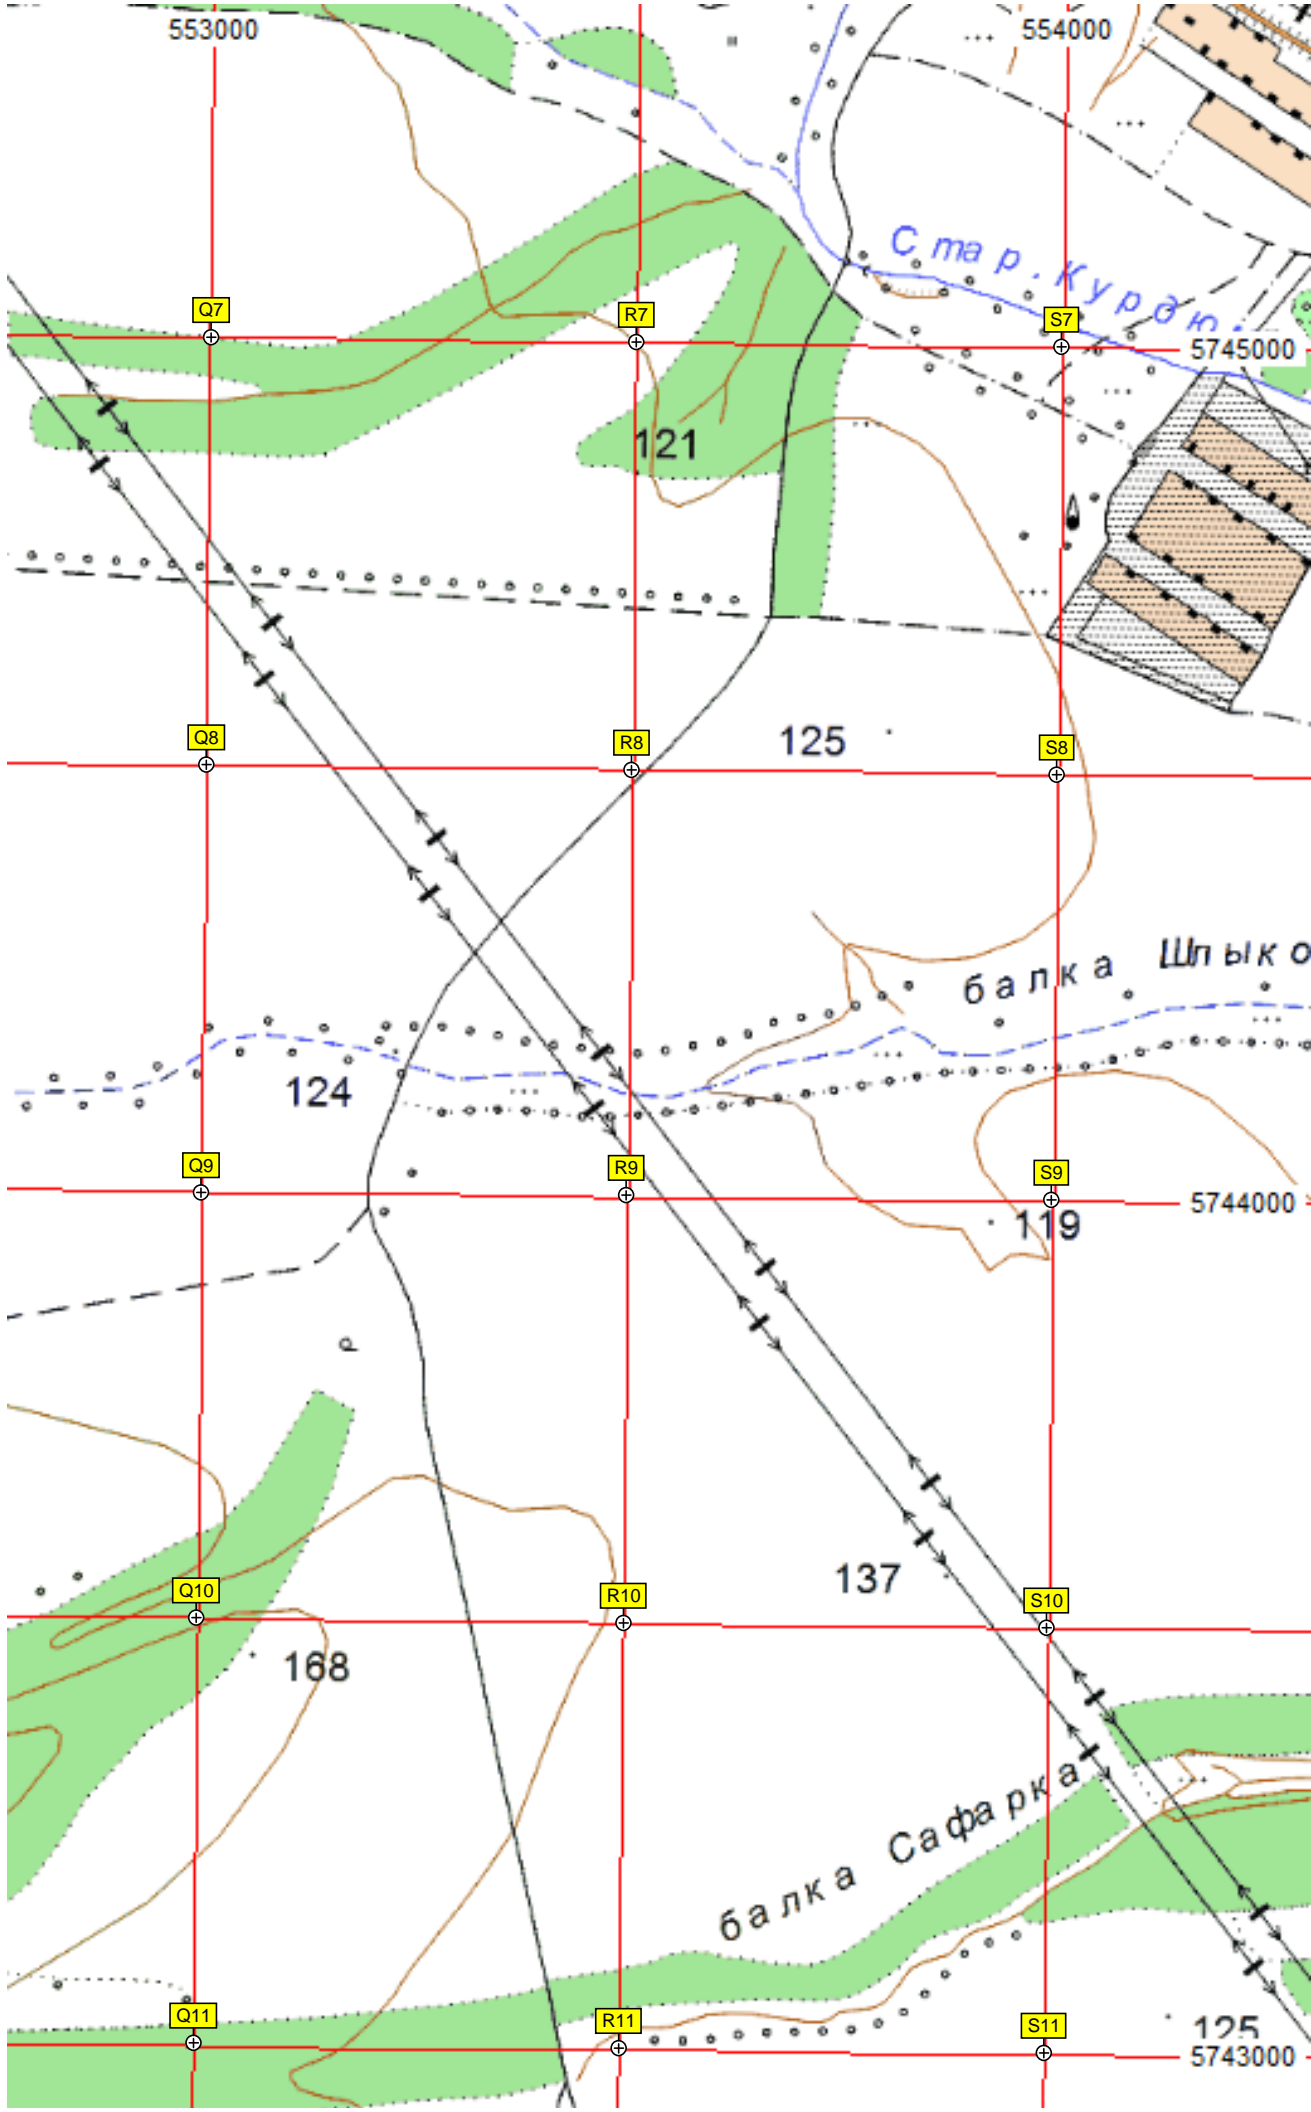 553000
554000
Стар. Курдю.
Q7
R7
S7
5745000
121
Q8
R8
S8
125
балка Шпыко
124
Q9
R9
S9
5744000
119
р
137
Q10
R10
S10
168
балка Сафарка
Q11
R11
S11
125
5743000